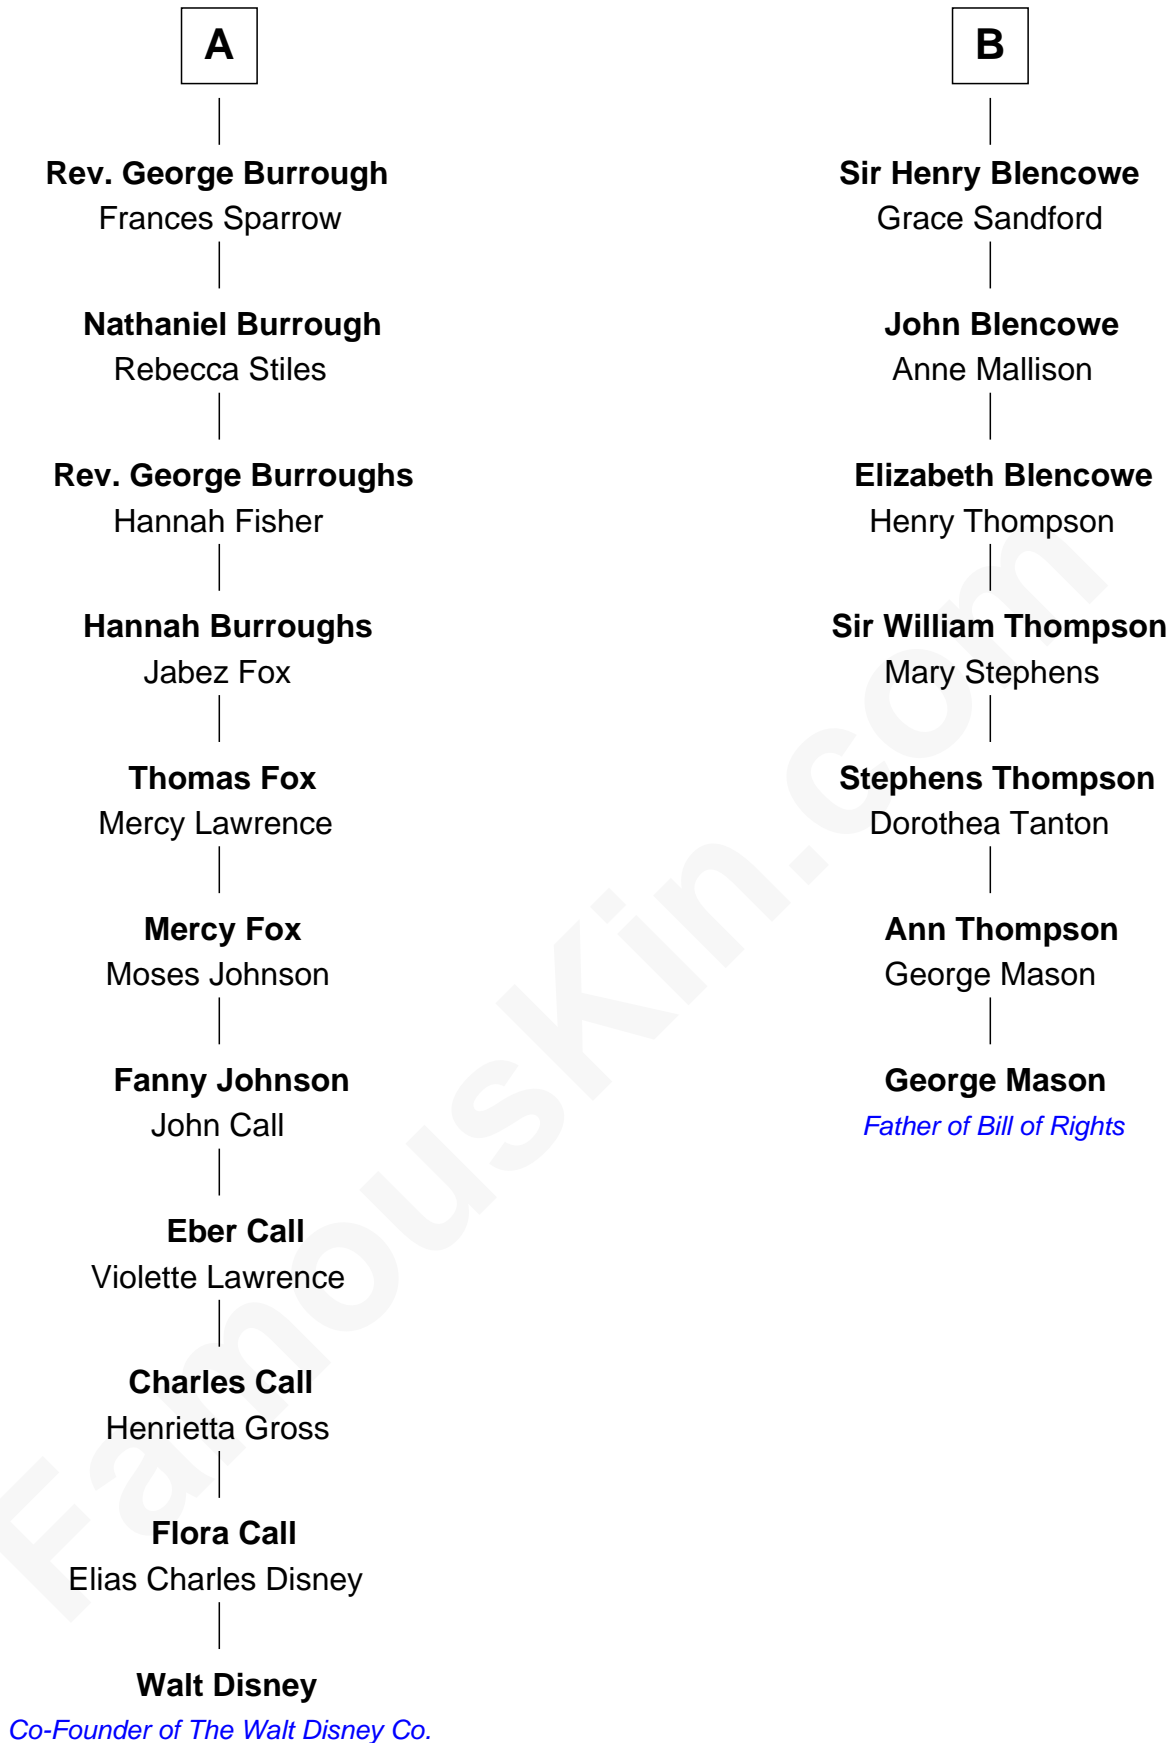 A
Rev. George Burrough
Frances Sparrow
Nathaniel Burrough
Rebecca Stiles
Rev. George Burroughs
Hannah Fisher
Hannah Burroughs
Jabez Fox
Thomas Fox
Mercy Lawrence
Mercy Fox
Moses Johnson
Fanny Johnson
John Call
Eber Call
Violette Lawrence
Charles Call
Henrietta Gross
Flora Call
Elias Charles Disney
Walt Disney
Co-Founder of The Walt Disney Co.
B
Sir Henry Blencowe
Grace Sandford
John Blencowe
Anne Mallison
Elizabeth Blencowe
Henry Thompson
Sir William Thompson
Mary Stephens
Stephens Thompson
Dorothea Tanton
Ann Thompson
George Mason
George Mason
Father of Bill of Rights
FamousKin.com